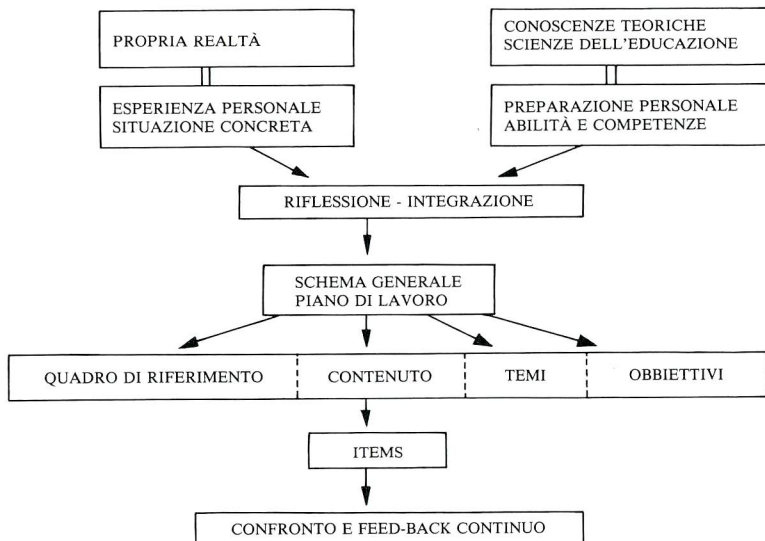 PROPRIA REALTÀ
CONOSCENZE TEORICHE
SCIENZE DELL'EDUCAZIONE
ESPERIENZA PERSONALE
SITUAZIONE CONCRETA
PREPARAZIONE PERSONALE
ABILITÀ E COMPETENZE
RIFLESSIONE - INTEGRAZIONE
SCHEMA GENERALE
PIANO DI LAVORO
QUADRO DI RIFERIMENTO
CONTENUTO
TEMI
OBBIETTIVI
ITEMS
CONFRONTO E FEED-BACK CONTINUO